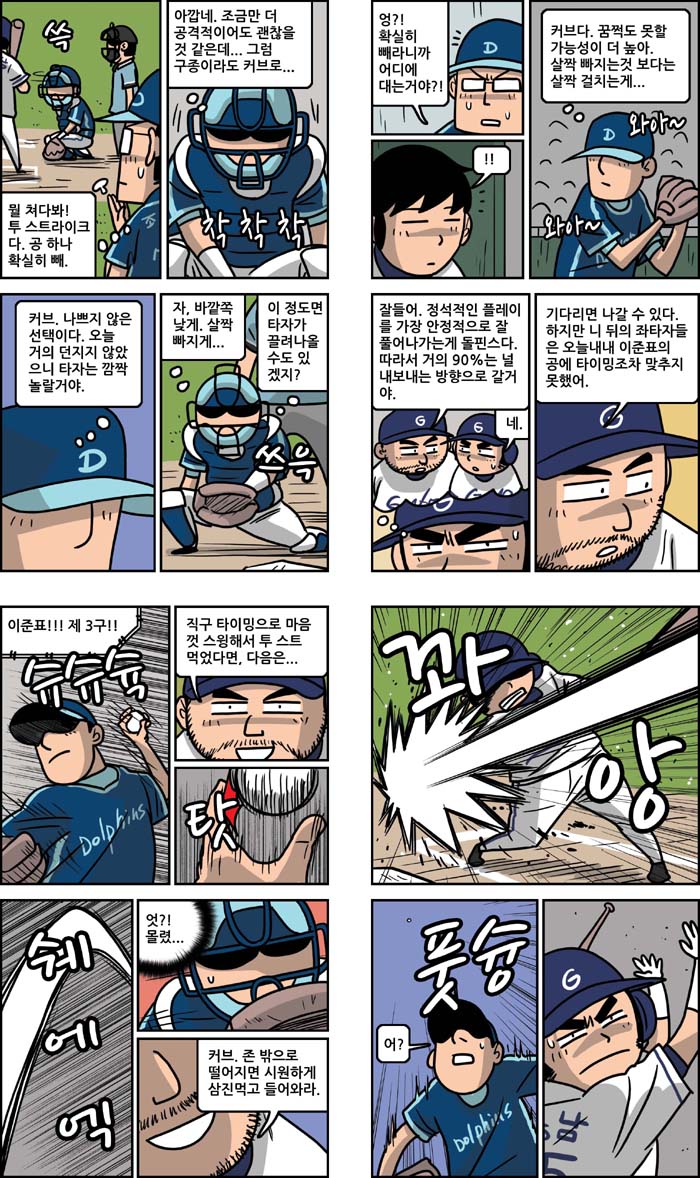 쓱
뭘 쳐다봐!
투 스트라이크
다. 공 하나
확실히 빼.
아깝네. 조금만 더
공격적이어도 괜찮을
것 같은데... 그럼
구종이라도 커브로...
착 착 착
커브. 나쁘지 않은
선택이다. 오늘
거의 던지지 않았
으니 타자는 깜짝
놀랄거야.
D
자, 바깥쪽
낮게. 살짝
빠지게...
이 정도면
타자가
끌려나올
수도 있
겠지?
쓰윽
엉?!
확실히
빼라니까
어디에
대는거야?!
D
!!
커브다. 꿈쩍도 못할
가능성이 더 높아.
살짝 빠지는것 보다는
살짝 걸치는게...
와아~
D
와아~
잘들어. 정석적인 플레이
를 가장 안정적으로 잘
풀어나가는게 돌핀스다.
따라서 거의 90%는 널
내보내는 방향으로 갈거
야.
네.
G
G
기다리면 나갈 수 있다.
하지만 니 뒤의 좌타자들
은 오늘내내 이준표의
공에 타이밍조차 맞추지
못했어.
G
이준표!!! 제 3구!!
슈슈슉
Dolphins
직구 타이밍으로 마음
껏 스윙해서 투 스트
먹었다면, 다음은...
탓
쉐
에
엑
엇?!
몰렸...
커브. 존 밖으로
떨어지면 시원하게
삼진먹고 들어와라.
꽈
앙
풋슝
어?
Dolphins
G